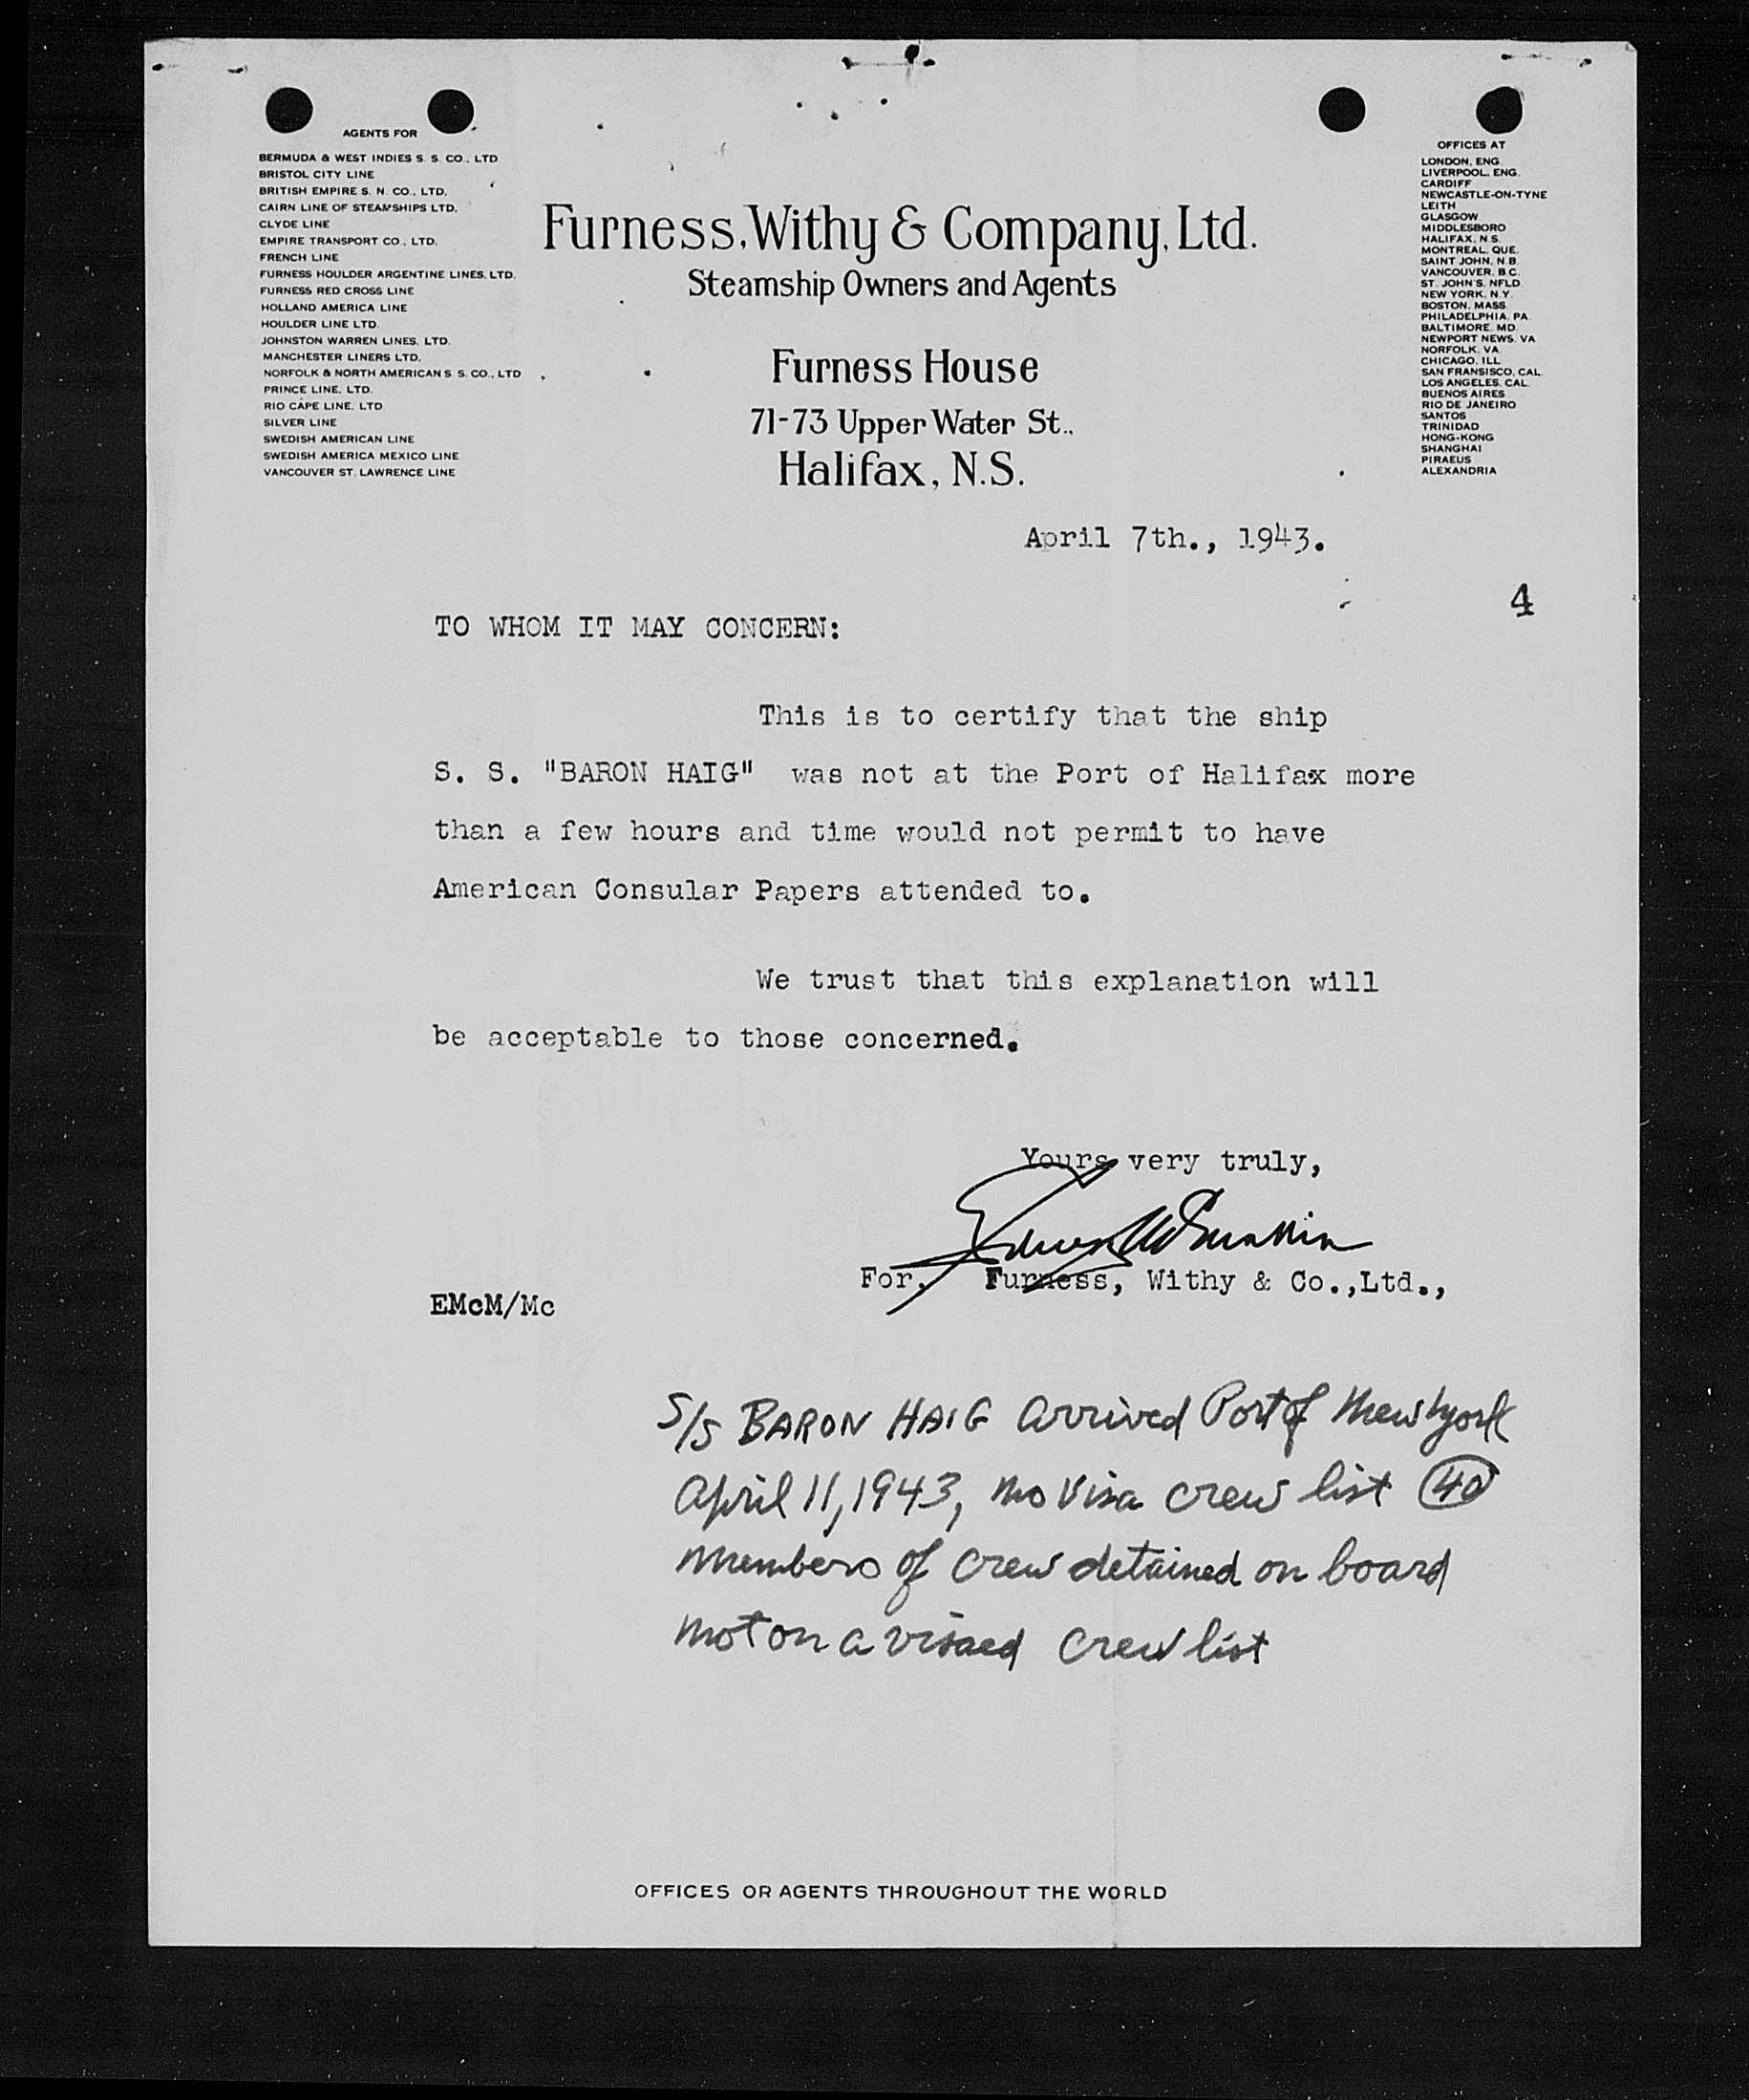 AGENTS FOR
BERMUDA & WEST INDIES S. S. CO., LTD
BRISTOL CITY LINE
BRITISH EMPIRE S. N. CO., LTD.
CAIRN LINE OF STEAMSHIPS LTD.
CLYDE LINE
EMPIRE TRANSPORT CO., LTD.
FRENCH LINE
FURNESS HOULDER ARGENTINE LINES, LTD.
FURNESS RED CROSS LINE
HOLLAND AMERICA LINE
HOULDER LINE LTD.
JOHNSTON WARREN LINES, LTD.
MANCHESTER LINERS LTD.
NORFOLK & NORTH AMERICAN S. S. CO., LTD
PRINCE LINE, LTD.
RIO CAPE LINE, LTD
SILVER LINE
SWEDISH AMERICAN LINE
SWEDISH AMERICA MEXICO LINE
VANCOUVER ST. LAWRENCE LINE
Furness, Withy & Company, Ltd.
Steamship Owners and Agents
Furness House
71-73 Upper Water St.,
Halifax, N.S.
OFFICES AT
LONDON, ENG.
LIVERPOOL, ENG.
CARDIFF
NEWCASTLE-ON-TYNE
LEITH
GLASGOW
MIDDLESBORO
HALIFAX, N.S.
MONTREAL, QUE.
SAINT JOHN, N.B.
VANCOUVER, B.C.
ST. JOHN'S, NFLD.
NEW YORK, N.Y.
BOSTON, MASS.
PHILADELPHIA, PA.
BALTIMORE, MD.
NEWPORT NEWS, VA
NORFOLK, VA.
CHICAGO, ILL.
SAN FRANSISCO, CAL.
LOS ANGELES, CAL.
BUENOS AIRES
RIO DE JANEIRO
SANTOS
TRINIDAD
HONG-KONG
SHANGHAI
PIRAEUS
ALEXANDRIA
April 7th., 1943.
4
TO WHOM IT MAY CONCERN:
This is to certify that the ship
S. S. "BARON HAIG" was not at the Port of Halifax more
than a few hours and time would not permit to have
American Consular Papers attended to.
We trust that this explanation will
be acceptable to those concerned.
Yours very truly,
For, Furness, Withy & Co.,Ltd.,
EMcM/Mc
S/S BARON HAIG arrived Port of New York
April 11, 1943, no visa crew list 40
members of crew detained on board
not on a visaed crew list
OFFICES OR AGENTS THROUGHOUT THE WORLD